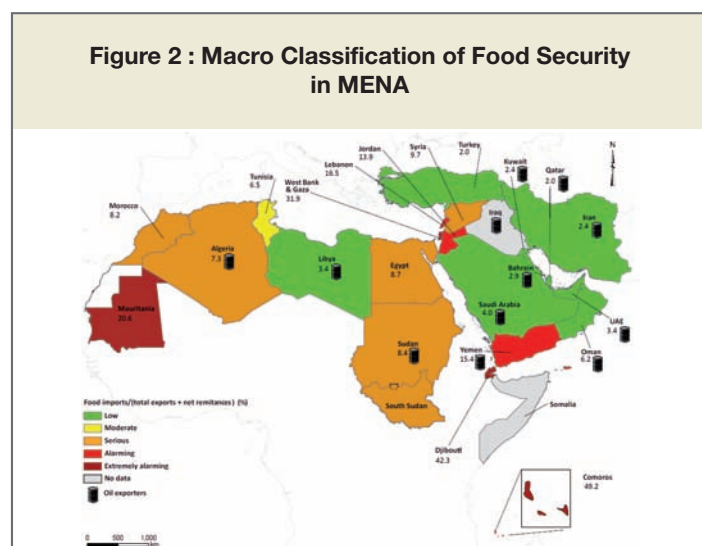 Figure 2 : Macro Classification of Food Security
in MENA
N
Jordan
13.9
Syria
9.7
Turkey
2.0
Kuwait
2.4
Qatar
2.0
Lebanon
16.5
Tunisia
6.5
West Bank
& Gaza
31.9
Morocco
8.2
Iraq
Iran
2.4
Algeria
7.3
Libya
3.4
Egypt
8.7
Bahrain
2.9
Saudi Arabia
4.0
UAE
3.4
Mauritania
20.6
Sudan
8.4
Yemen
15.4
Oman
6.2
Food imports/(total exports + net remitances) (%)
Low
Moderate
Serious
Alarming
Extremely alarming
No data
Oil exporters
South Sudan
Somalia
Djibouti
42.3
Comoros
49.2
0 500 1,000